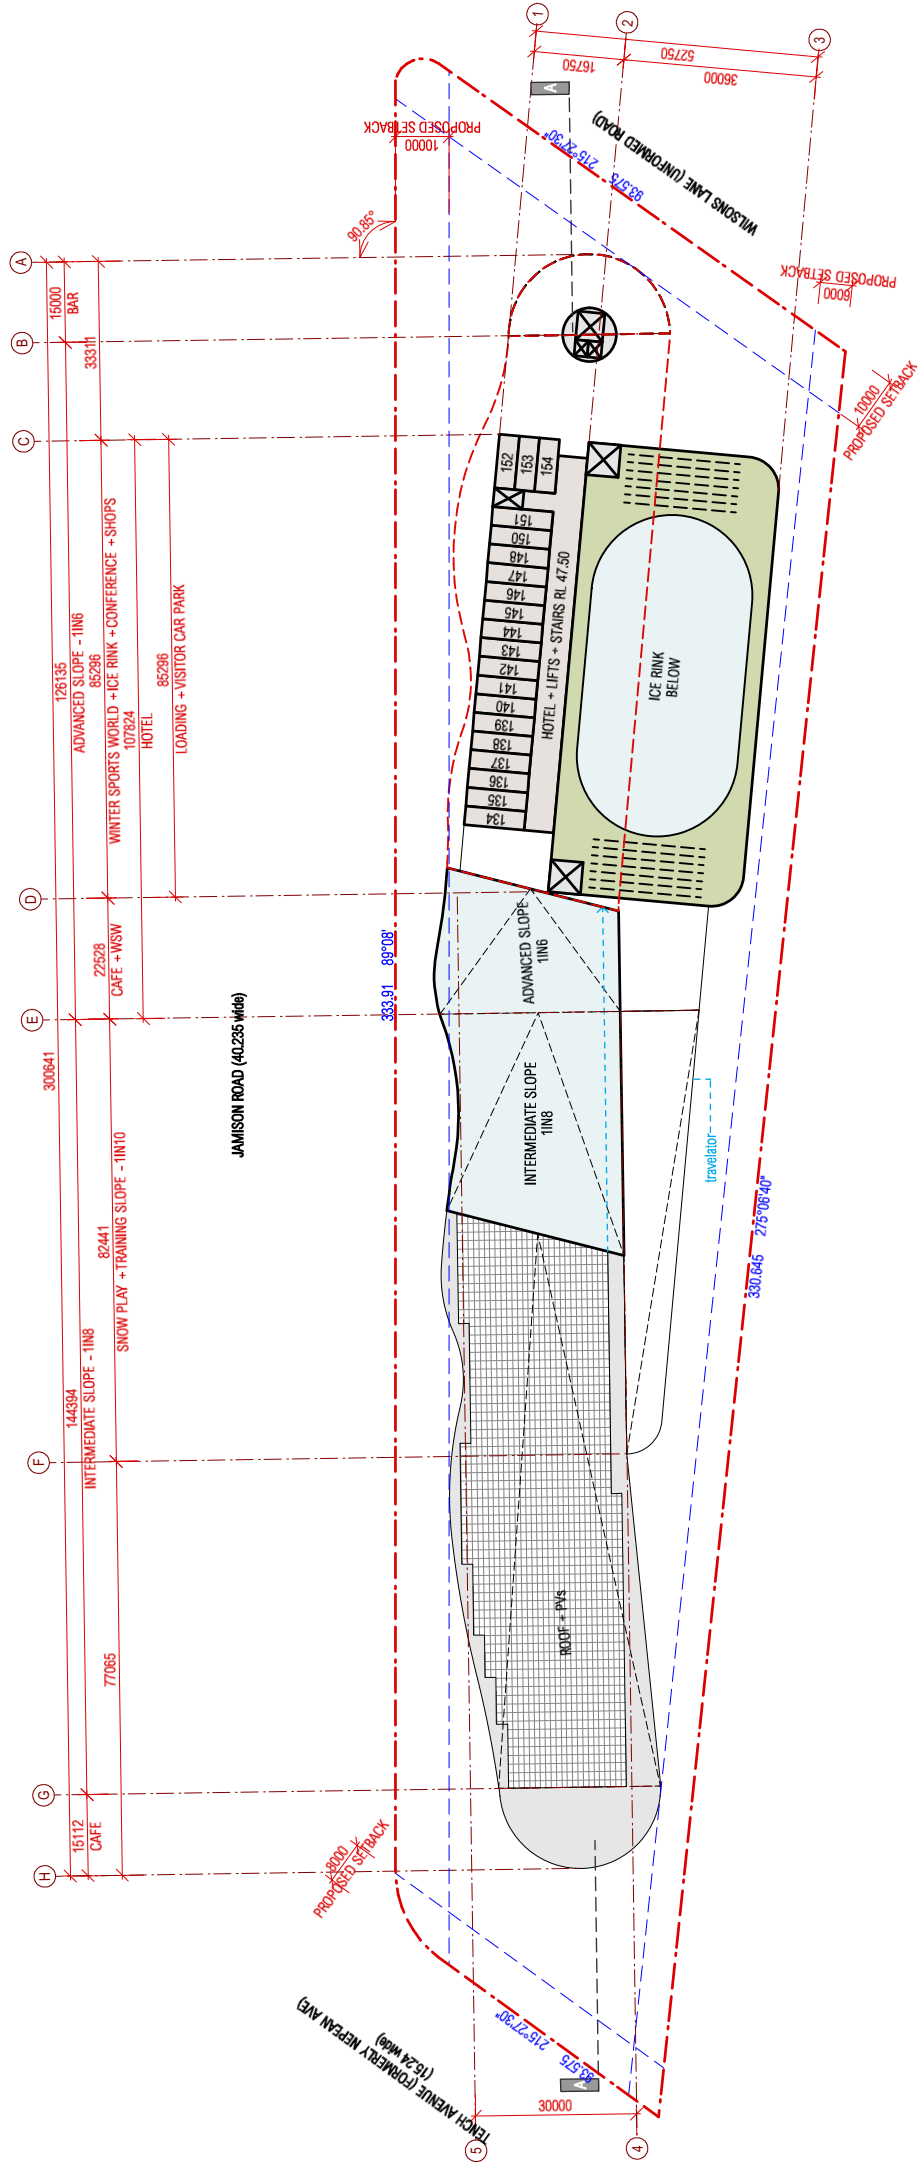 1
2
3
16750
52750
36000
A
WILSONS LANE (UNFORMED ROAD)
215°27'30"
93.575
PROPOSED SETBACK
10000
90.85°
PROPOSED SETBACK
6000
10000
PROPOSED SETBACK
A
B
C
D
E
F
G
H
300641
15000
BAR
126135
ADVANCED SLOPE - 1IN6
144394
INTERMEDIATE SLOPE - 1IN8
15112
CAFE
33311
85296
WINTER SPORTS WORLD + ICE RINK + CONFERENCE + SHOPS
107824
HOTEL
85296
LOADING + VISITOR CAR PARK
22528
CAFE + WSW
82441
SNOW PLAY + TRAINING SLOPE - 1IN10
77065
JAMISON ROAD (40.235 wide)
333.91 89°08'
152
153
154
151
150
148
147
146
145
144
143
142
141
140
139
138
137
136
135
134
HOTEL + LIFTS + STAIRS RL 47.50
ICE RINK
BELOW
ADVANCED SLOPE
1IN6
INTERMEDIATE SLOPE
1IN8
travelator
330.645 275°06'40"
ROOF + PVs
8000
PROPOSED SETBACK
TENCH AVENUE (FORMERLY NEPEAN AVE)
(15.24 wide)
215°27'30"
93.575
A
30000
5
4